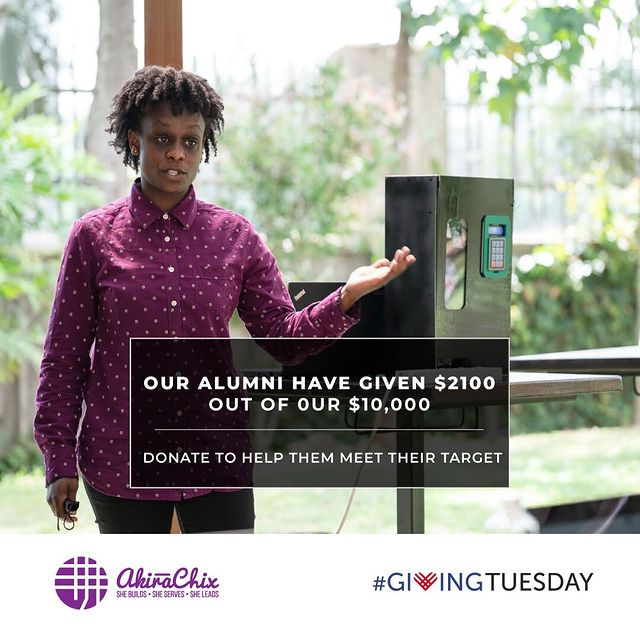 OUR ALUMNI HAVE GIVEN $2100
OUT OF 0UR $10,000
DONATE TO HELP THEM MEET THEIR TARGET
AkiraChix
SHE BUILDS • SHE SERVES • SHE LEADS
#GIVINGTUESDAY